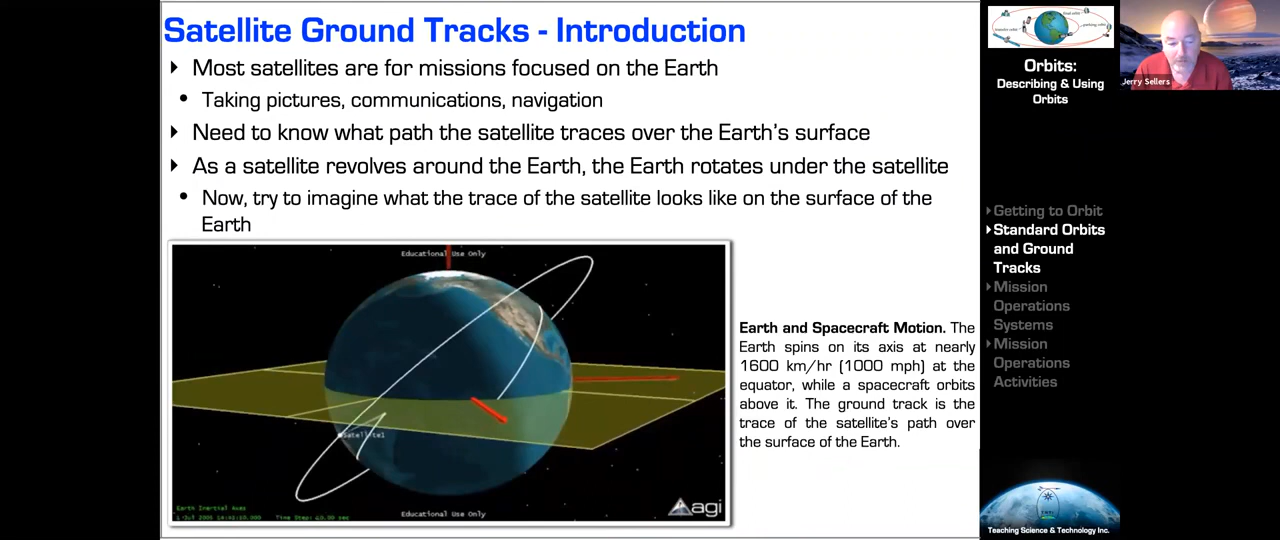 Satellite Ground Tracks - Introduction
Most satellites are for missions focused on the Earth
Taking pictures, communications, navigation
Need to know what path the satellite traces over the Earth's surface
As a satellite revolves around the Earth, the Earth rotates under the satellite
Now, try to imagine what the trace of the satellite looks like on the surface of the
Earth
Educational Use Only
Satellite1
Earth Inertial Axes
Educational Use Only
agi
Earth and Spacecraft Motion. The
Earth spins on its axis at nearly
1600 km/hr (1000 mph) at the
equator, while a spacecraft orbits
above it. The ground track is the
trace of the satellite's path over
the surface of the Earth.
Orbits:
Describing & Using
Orbits
Getting to Orbit
Standard Orbits
and Ground
Tracks
Mission
Operations
Systems
Mission
Operations
Activities
Teaching Science & Technology Inc.
Jerry Sellers